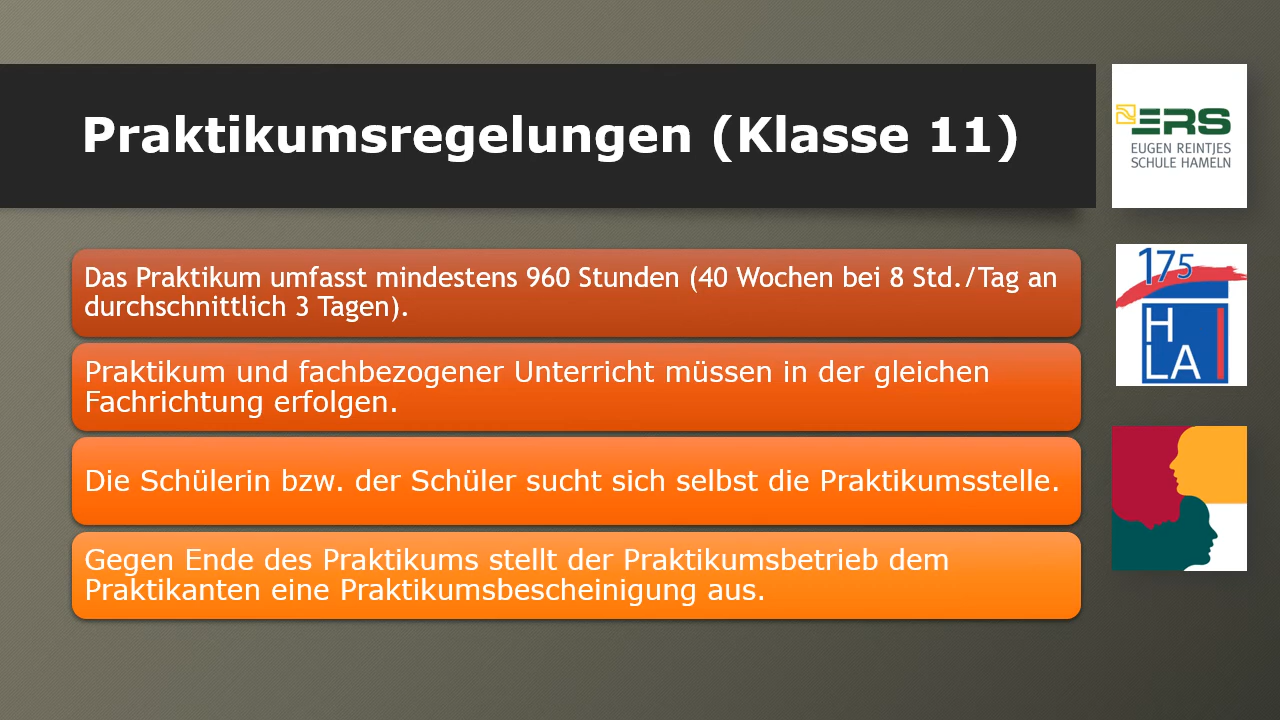 Praktikumsregelungen (Klasse 11)
ERS
EUGEN REINTJES
SCHULE HAMELN
Das Praktikum umfasst mindestens 960 Stunden (40 Wochen bei 8 Std./Tag an
durchschnittlich 3 Tagen).
175
H
LA
Praktikum und fachbezogener Unterricht müssen in der gleichen
Fachrichtung erfolgen.
Die Schülerin bzw. der Schüler sucht sich selbst die Praktikumsstelle.
Gegen Ende des Praktikums stellt der Praktikumsbetrieb dem
Praktikanten eine Praktikumsbescheinigung aus.